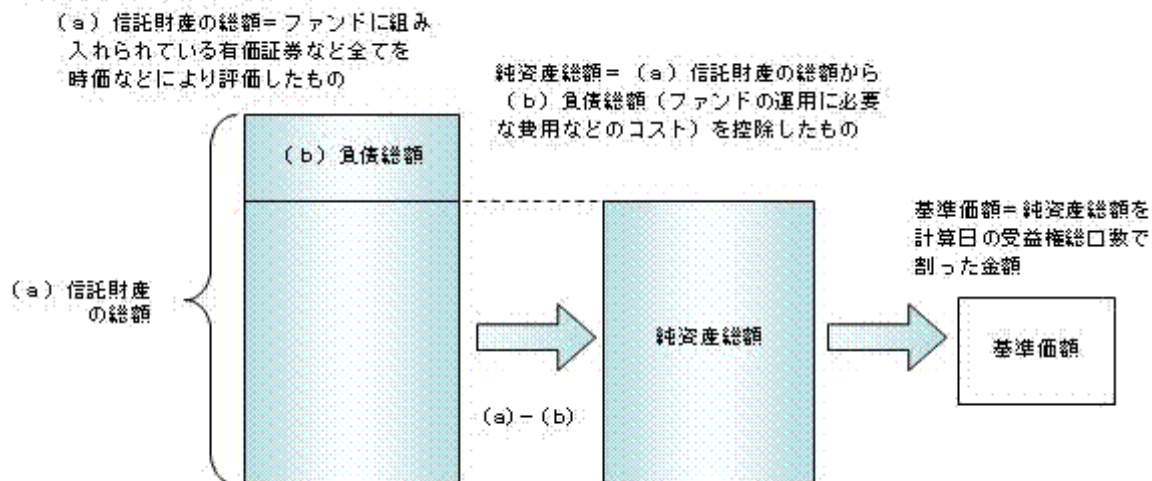 (a)信託財産の総額=ファンドに組み
入れられている有価証券など全てを
時価などにより評価したもの
純資産総額=(a)信託財産の総額から
(b)負債総額(ファンドの運用に必要
な費用などのコスト)を控除したもの
(b)負債総額
基準価額=純資産総額を
計算日の受益権総口数で
割った金額
(a)信託財産
の総額
純資産総額
基準価額
(a)-(b)